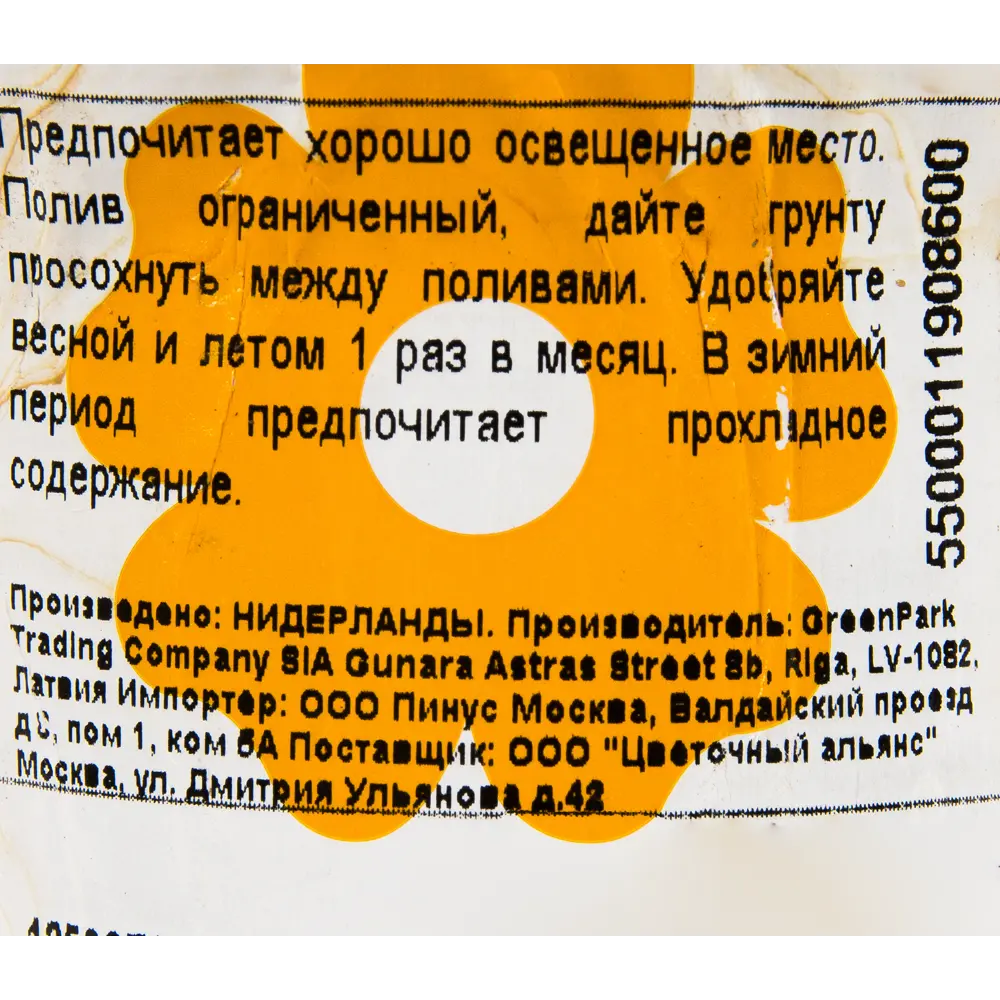 Предпочитает хорошо освещенное место.
Полив ограниченный, дайте грунту
просохнуть между поливами. Удобряйте
весной и летом 1 раз в месяц. В зимний
период предпочитает прохладное
содержание.
Произведено: НИДЕРЛАНДЫ. Производитель: GreenPark
Trading Company SIA Gunara Astras Street 8b, Riga, LV-1082,
Латвия Импортер: ООО Пинус Москва, Валдайский проезд
пом 1, ком 6А Поставщик: ООО "Цветочный альянс"
Москва, ул. Дмитрия Ульянова д.42
5500011908600